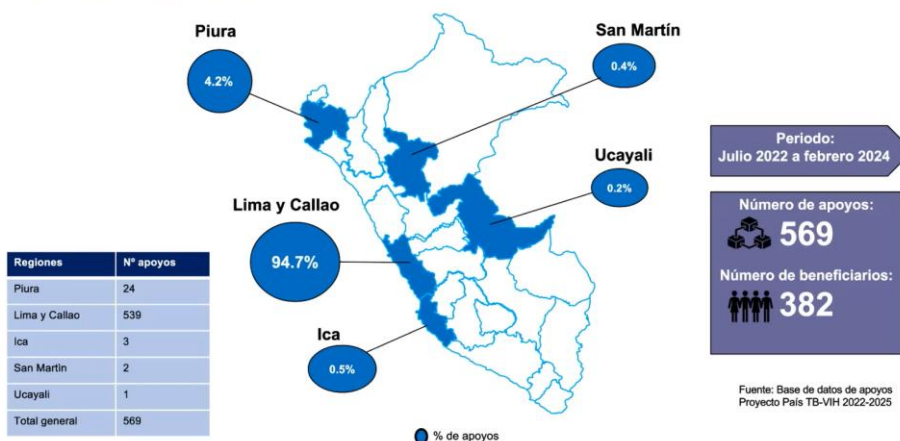 Piura
4.2%
San Martín
0.4%
Ucayali
0.2%
Lima y Callao
94.7%
Ica
0.5%
Regiones Nº apoyos
Piura 24
Lima y Callao 539
Ica 3
San Martin 2
Ucayali 1
Total general 569
% de apoyos
Periodo:
Julio 2022 a febrero 2024
Número de apoyos:
569
Número de beneficiarios:
382
Fuente: Base de datos de apoyos
Proyecto País TB-VIH 2022-2025